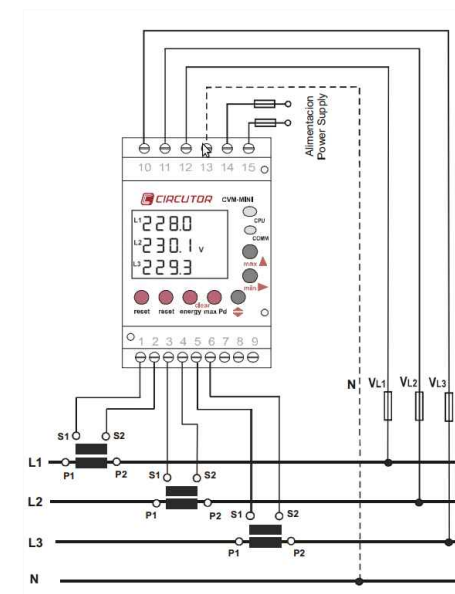 Alimentacion
Power Supply
10 11 12 13 14 15
CIRCUTOR CVM-MINI
L1 228.0
CPU
L2 230.1 V
COMM
L3 229.3
max
min
clear
reset reset energy max Pd
1 2 3 4 5 6 7 8 9
N VL1 VL2 VL3
S1 S2
L1
P1 P2
S1 S2
L2
P1 P2
S1 S2
L3
P1 P2
N